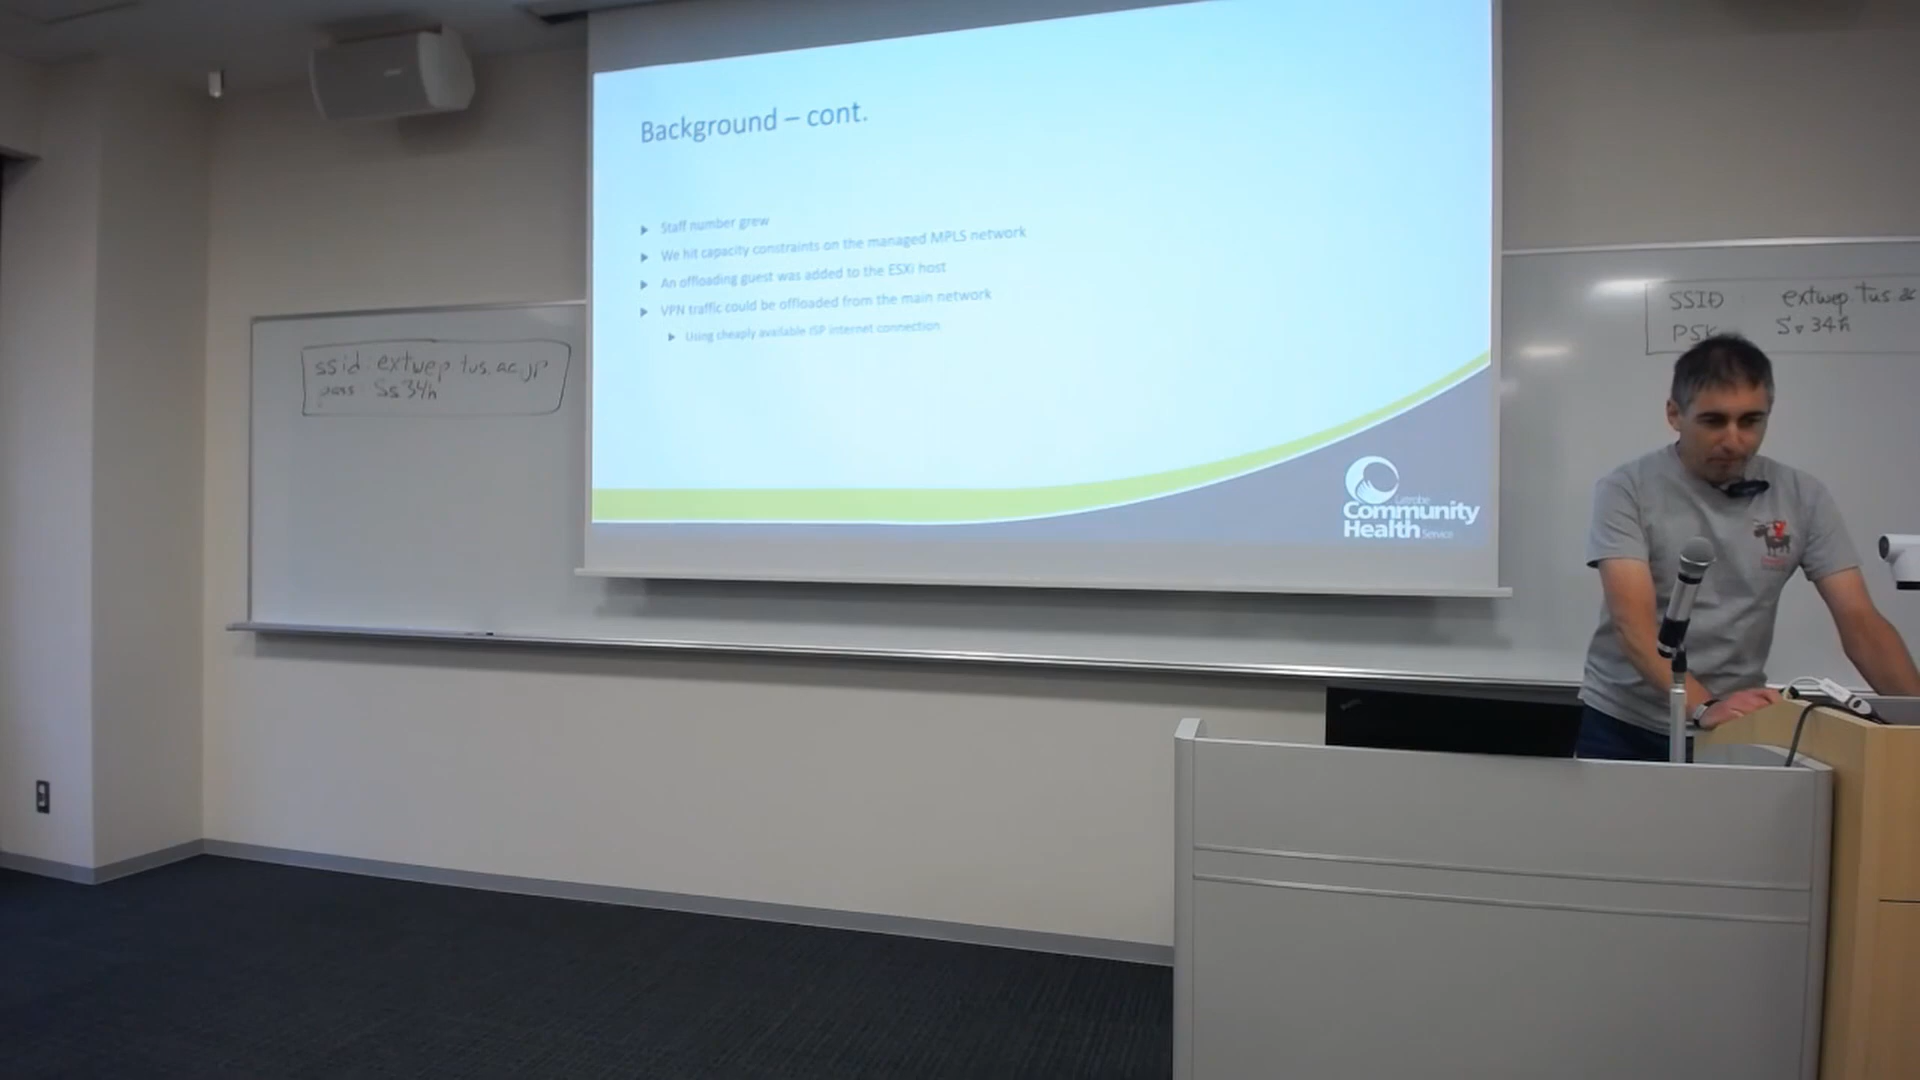 Background – cont.
Staff number grew
We hit capacity constraints on the managed MPLS network
An offloading guest was added to the ESXi host
VPN traffic could be offloaded from the main network
Using cheaply available ISP internet connection
Latrobe
Community
Health Service
ssid: extwep.tus.ac.jp
pass: Ss34h
SSID extwep.tus.ac
PSK 34h